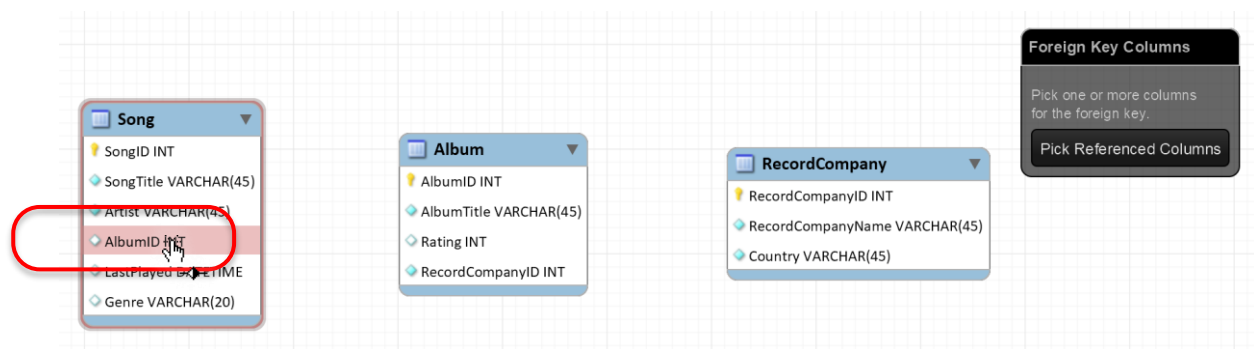 Song
SongID INT
SongTitle VARCHAR(45)
Artist VARCHAR(45)
AlbumID INT
LastPlayed DATETIME
Genre VARCHAR(20)
Album
AlbumID INT
AlbumTitle VARCHAR(45)
Rating INT
RecordCompanyID INT
RecordCompany
RecordCompanyID INT
RecordCompanyName VARCHAR(45)
Country VARCHAR(45)
Foreign Key Columns
Pick one or more columns
for the foreign key.
Pick Referenced Columns